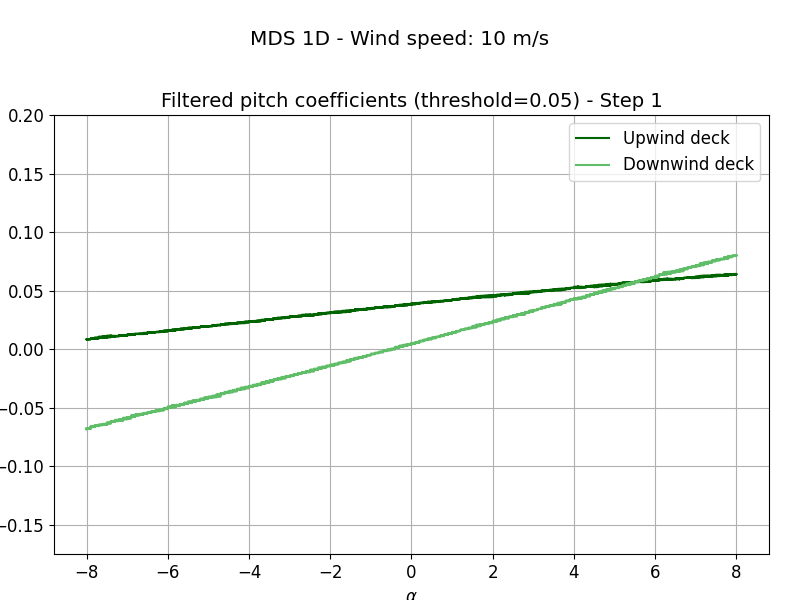 MDS 1D - Wind speed: 10 m/s
Filtered pitch coefficients (threshold=0.05) - Step 1
Upwind deck
Downwind deck
0.20
0.15
0.10
0.05
0.00
−0.05
−0.10
−0.15
−8 −6 −4 −2 0 2 4 6 8
α